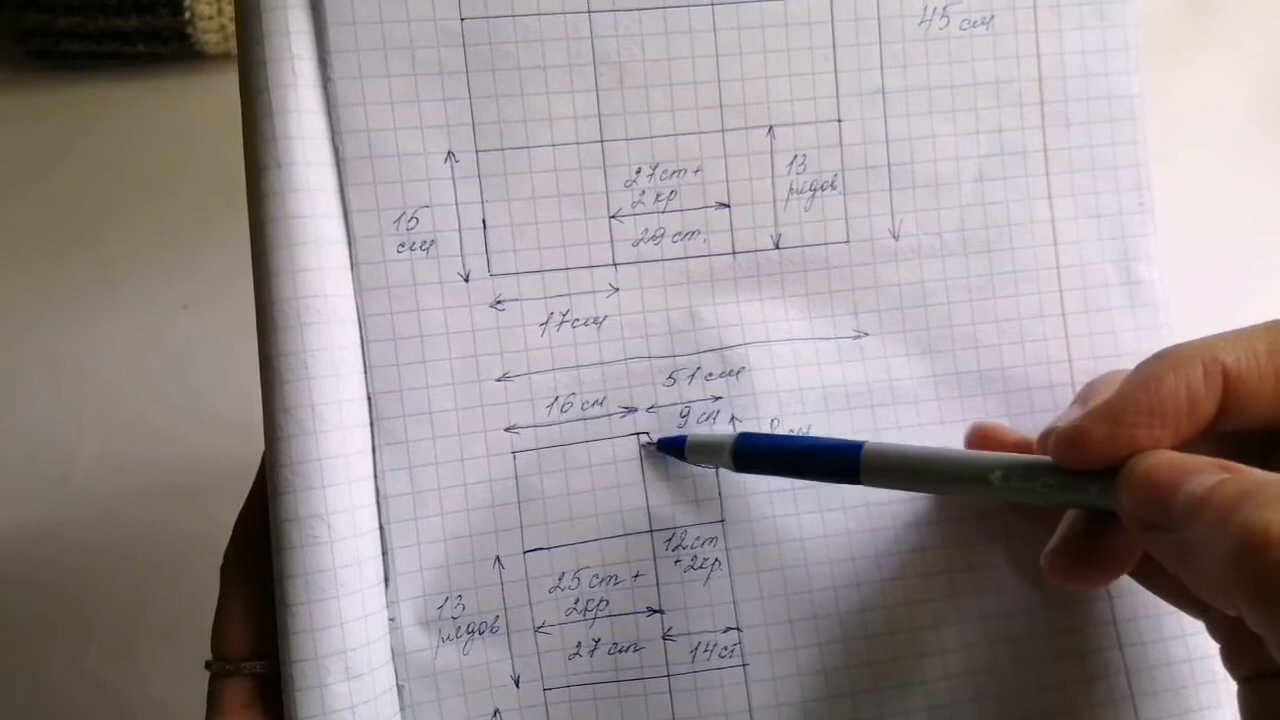 45 см
27 ст +
2 кр
29 ст.
13
рядов
15
см
17 см
51 см
16 см
9 см
12 ст
+ 2 кр.
25 ст +
2 кр
27 ст
14 ст
13
рядов